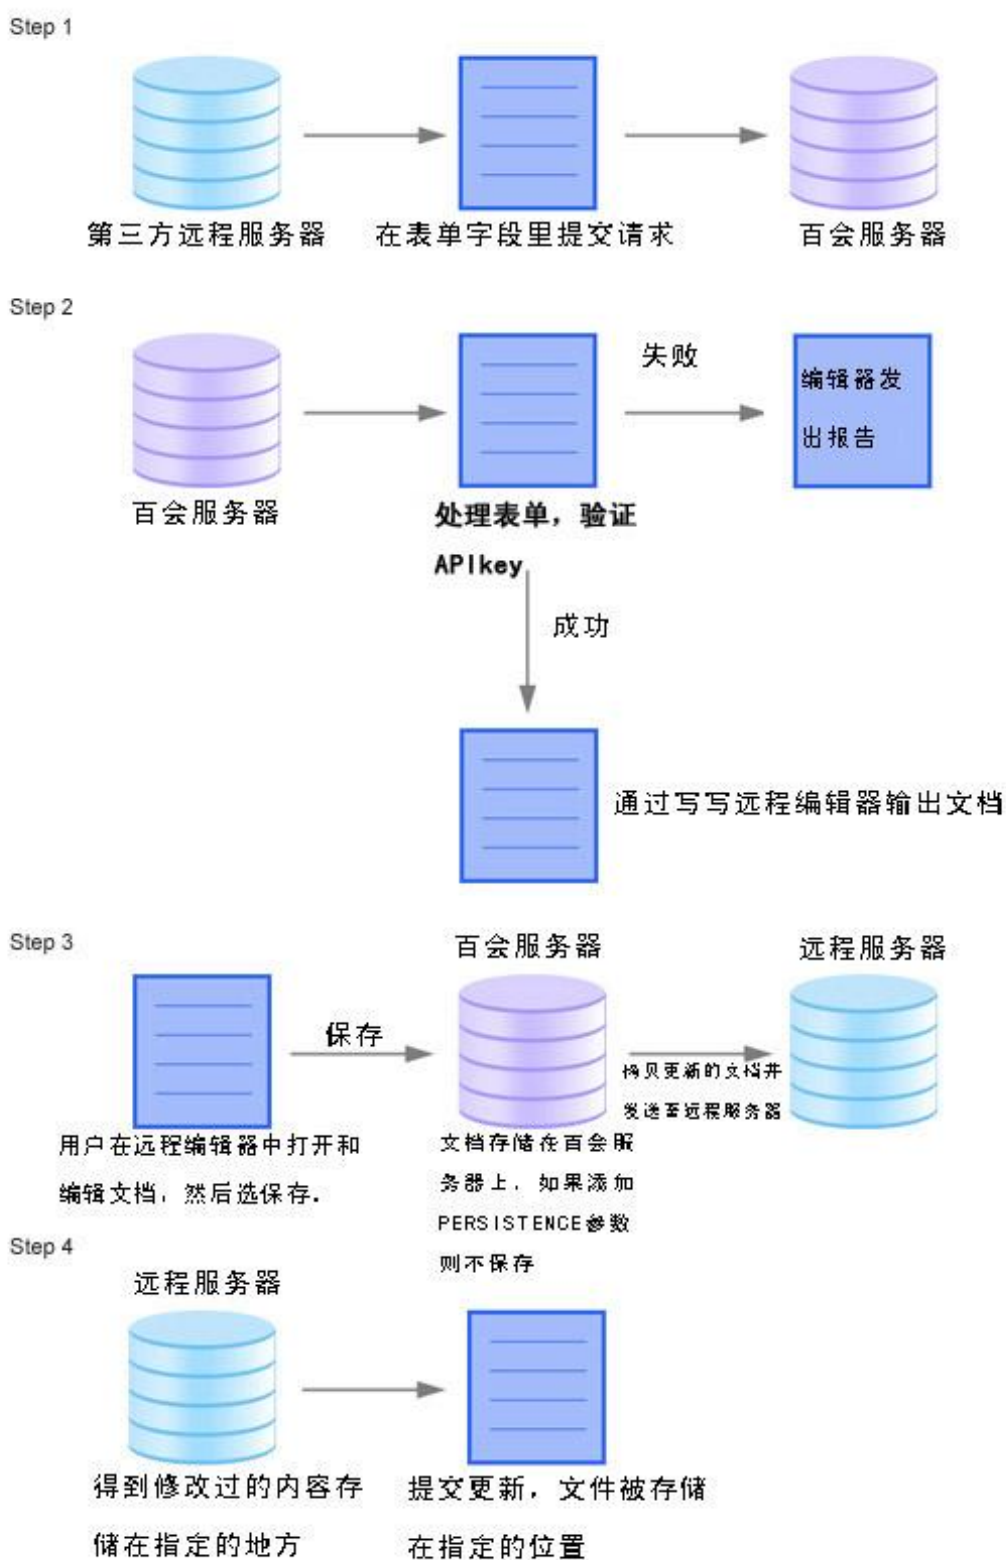 Step 1
第三方远程服务器
在表单字段里提交请求
百会服务器
Step 2
失败
编辑器发
出报告
百会服务器
处理表单，验证
APIkey
成功
通过写写远程编辑器输出文档
Step 3
百会服务器
远程服务器
保存
拷贝更新的文档并
发送至远程服务器
用户在远程编辑器中打开和
编辑文档，然后选保存.
文档存储在百会服
务器上，如果添加
PERSISTENCE参数
则不保存
Step 4
远程服务器
得到修改过的内容存
储在指定的地方
提交更新，文件被存储
在指定的位置